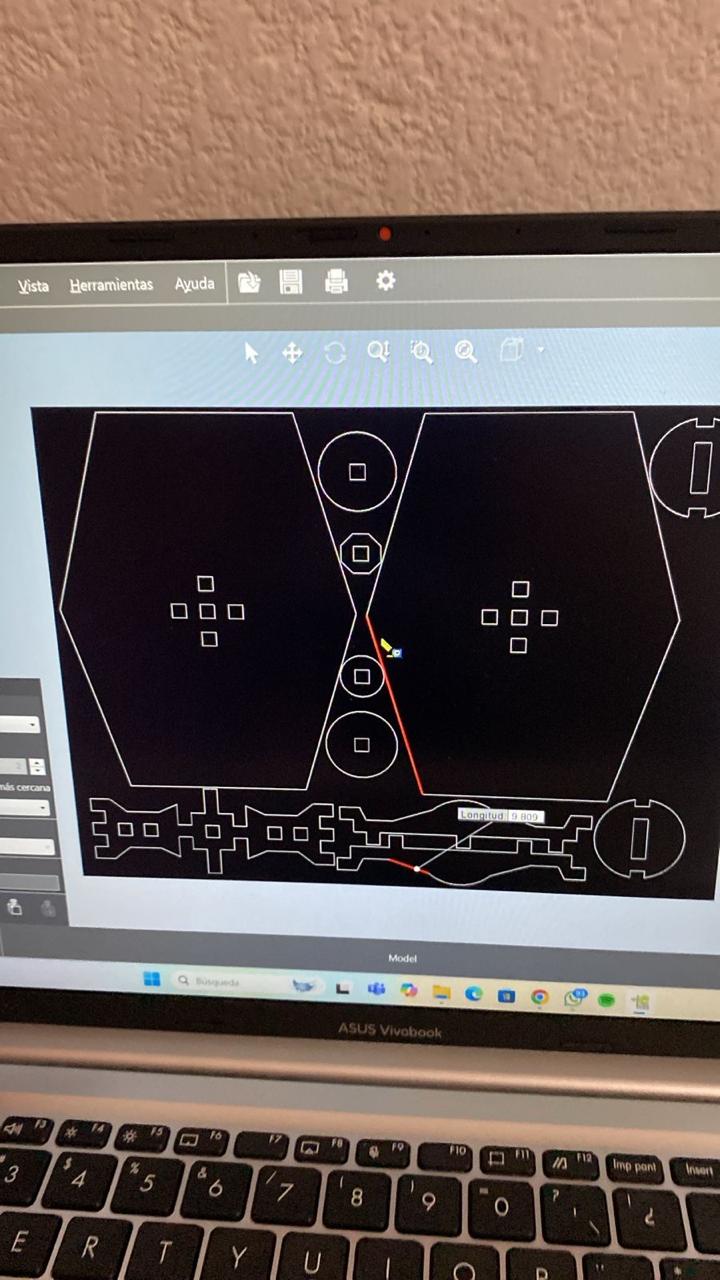 Vista Herramientas Ayuda
más cercana
Longitud 9.809
Model
Búsqueda
93
ASUS Vivobook
F3 F4 F5 F6 F7 F8 F9 F10 F11 F12 Imp pant Insert
3 $ 4 % 5 & 6 / 7 ( 8 ) 9 = 0 ? ' \ ¿
E R T Y U I O P